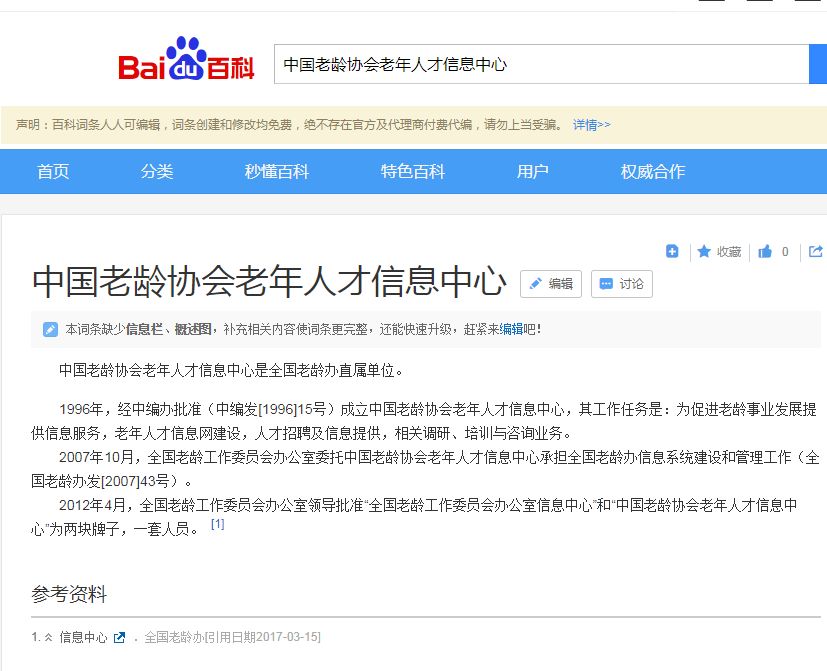 Baidu百科
中国老龄协会老年人才信息中心
声明：百科词条人人可编辑，词条创建和修改均免费，绝不存在官方及代理商付费代编，请勿上当受骗。 详情>>
首页 分类 秒懂百科 特色百科 用户 权威合作
收藏 0
中国老龄协会老年人才信息中心 编辑 讨论
本词条缺少信息栏、概述图，补充相关内容使词条更完整，还能快速升级，赶紧来编辑吧！
中国老龄协会老年人才信息中心是全国老龄办直属单位。
1996年，经中编办批准（中编发[1996]15号）成立中国老龄协会老年人才信息中心，其工作任务是：为促进老龄事业发展提
供信息服务，老年人才信息网建设，人才招聘及信息提供，相关调研、培训与咨询业务。
2007年10月，全国老龄工作委员会办公室委托中国老龄协会老年人才信息中心承担全国老龄办信息系统建设和管理工作（全
国老龄办发[2007]43号）。
2012年4月，全国老龄工作委员会办公室领导批准“全国老龄工作委员会办公室信息中心”和“中国老龄协会老年人才信息中
心”为两块牌子，一套人员。 [1]
参考资料
1. 信息中心 ．全国老龄办[引用日期2017-03-15]